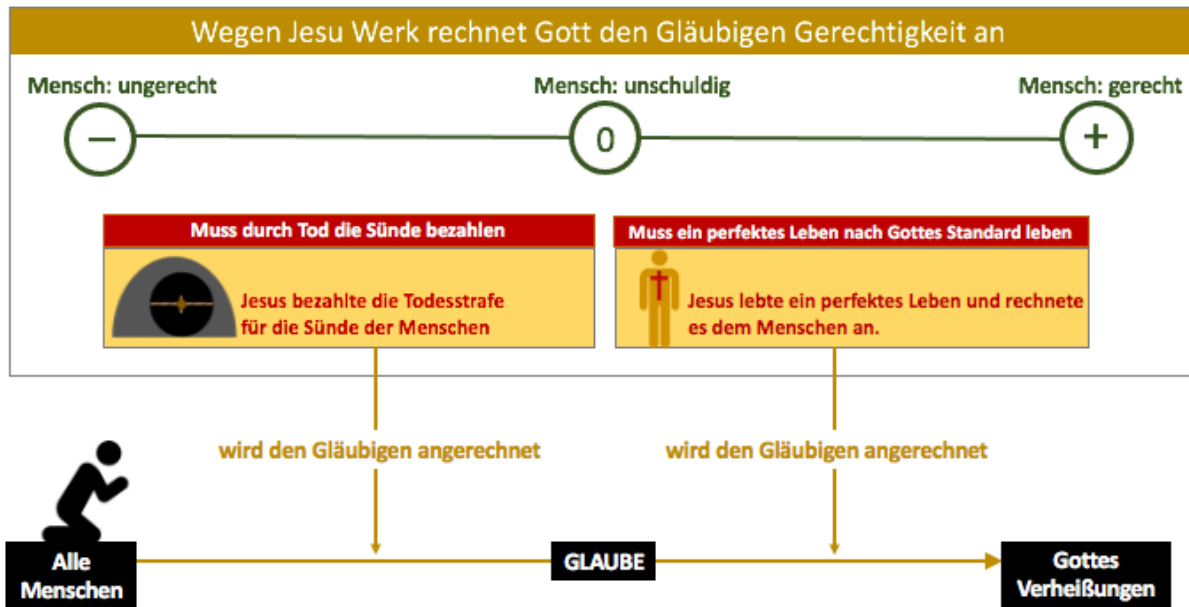 Wegen Jesu Werk rechnet Gott den Gläubigen Gerechtigkeit an
Mensch: ungerecht
Mensch: unschuldig
Mensch: gerecht
−
0
+
Muss durch Tod die Sünde bezahlen
Jesus bezahlte die Todesstrafe
für die Sünde der Menschen
Muss ein perfektes Leben nach Gottes Standard leben
Jesus lebte ein perfektes Leben und rechnete
es dem Menschen an.
wird den Gläubigen angerechnet
wird den Gläubigen angerechnet
Alle
Menschen
GLAUBE
Gottes
Verheißungen